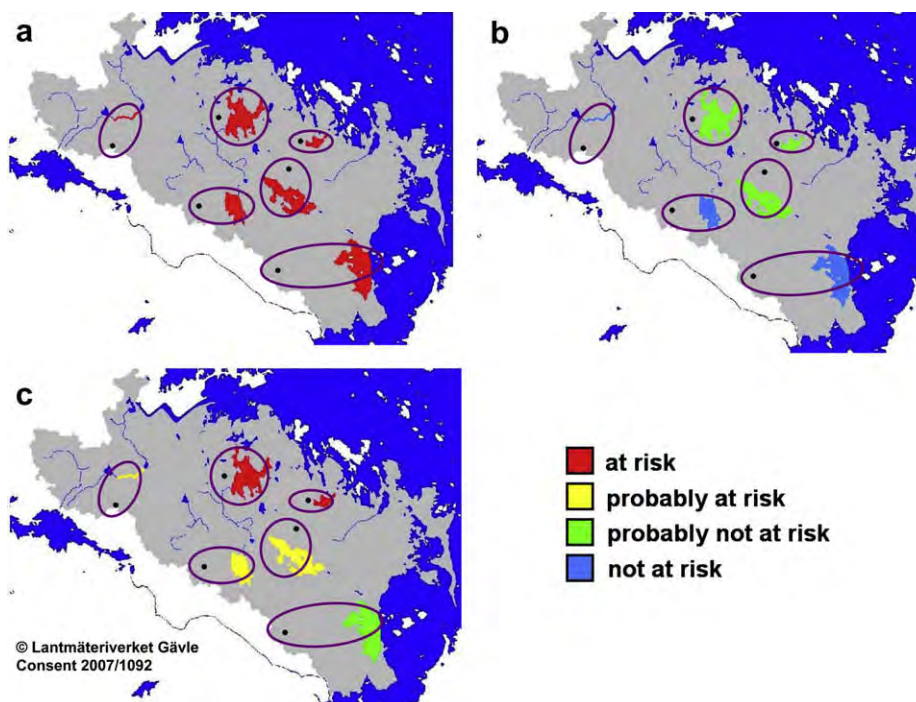 a
b
c
at risk
probably at risk
probably not at risk
not at risk
© Lantmäteriverket Gävle
Consent 2007/1092